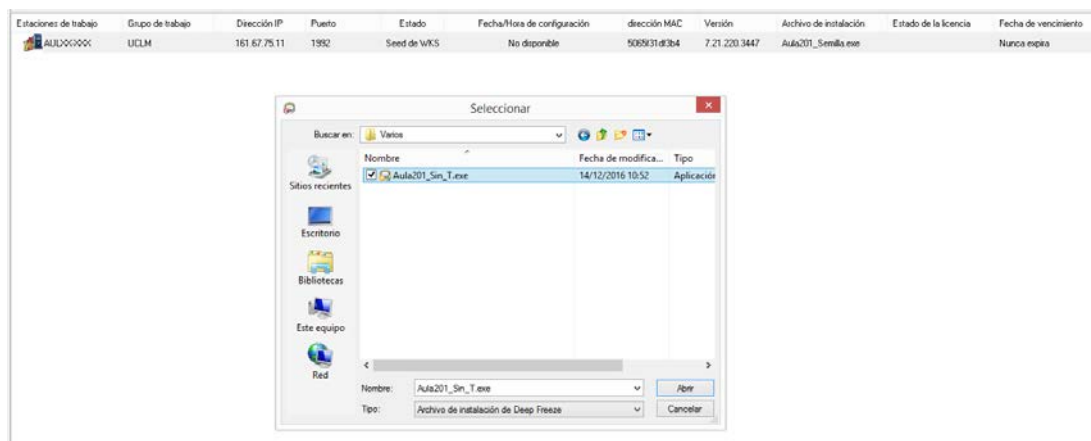 Estaciones de trabajo Grupo de trabajo Dirección IP Puerto Estado Fecha/Hora de configuración dirección MAC Versión Archivo de instalación Estado de la licencia Fecha de vencimiento
UCLM 161.67.75.11 1992 Seed de WKS No disponible 5065f31df3b4 7.21.220.3447 Aula201_Semilla.exe Nunca expira
Seleccionar
Buscar en: Varios
Nombre Fecha de modifica... Tipo
Aula201_Sin_T.exe 14/12/2016 10:52 Aplicación
Sitios recientes
Escritorio
Bibliotecas
Este equipo
Red
Nombre: Aula201_Sin_T.exe Abrir
Tipo: Archivo de instalación de Deep Freeze Cancelar